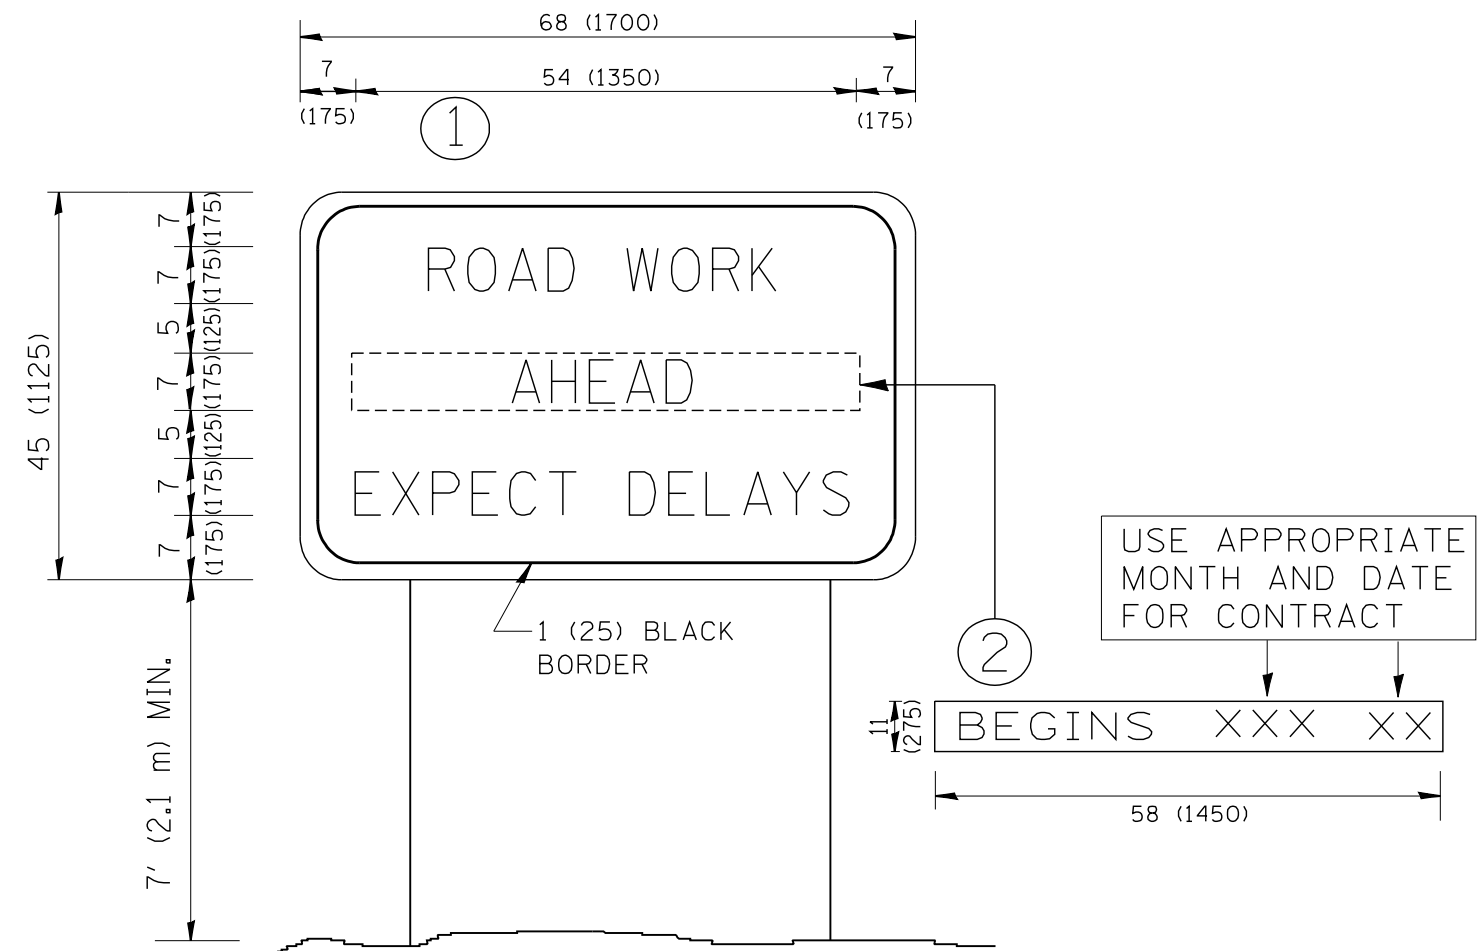 68 (1700)
7
54 (1350)
7
(175)
(175)
1
45 (1125)
7 (175)
7 (175)
5 (125)
7 (175)
5 (125)
7 (175)
7 (175)
ROAD WORK
AHEAD
EXPECT DELAYS
1 (25) BLACK
BORDER
7' (2.1 m) MIN.
USE APPROPRIATE
MONTH AND DATE
FOR CONTRACT
2
11
(275)
BEGINS XXX XX
58 (1450)